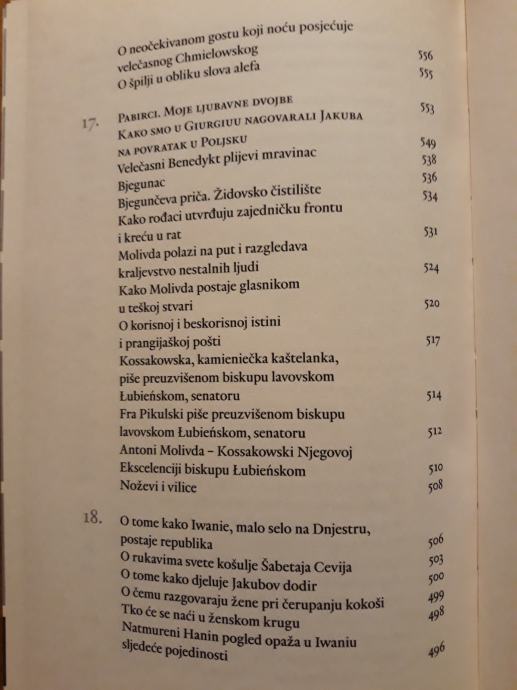 O neočekivanom gostu koji noću posjećuje
velečasnog Chmielowskog 556
O špilji u obliku slova alefa 555
17. Pabirci. Moje ljubavne dvojbe
Kako smo u Giurgiuu nagovarali Jakuba 553
na povratak u Poljsku
Velečasni Benedykt plijevi mravinac 549
Bjegunac 538
Bjegunčeva priča. Židovsko čistilište 536
Kako rođaci utvrđuju zajedničku frontu 534
i kreću u rat
Molivda polazi na put i razgledava 531
kraljevstvo nestalnih ljudi
Kako Molivda postaje glasnikom 524
u teškoj stvari
O korisnoj i beskorisnoj istini 520
i prangijaškoj pošti
Kossakowska, kamieniečka kaštelanka, 517
piše preuzvišenom biskupu lavovskom
Łubieńskom, senatoru 514
Fra Pikulski piše preuzvišenom biskupu
lavovskom Łubieńskom, senatoru 512
Antoni Molivda – Kossakowski Njegovoj
Ekscelenciji biskupu Łubieńskom 510
Noževi i vilice 508
18. O tome kako Iwanie, malo selo na Dnjestru,
postaje republika 506
O rukavima svete košulje Šabetaja Cevija 503
O tome kako djeluje Jakubov dodir 500
O čemu razgovaraju žene pri čerupanju kokoši 499
Tko će se naći u ženskom krugu 498
Natmureni Hanin pogled opaža u Iwaniu
sljedeće pojedinosti 496